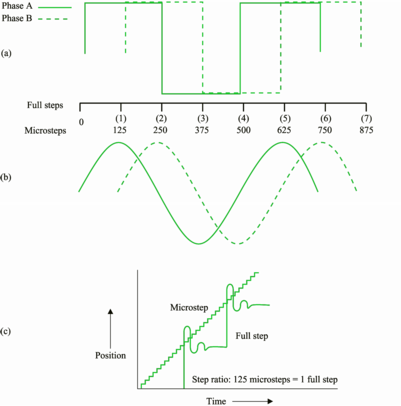 Phase A
Phase B
(a)
Full steps
0 (1) (2) (3) (4) (5) (6) (7)
Microsteps
125 250 375 500 625 750 875
(b)
(c)
Microstep
Full step
Position
Step ratio: 125 microsteps = 1 full step
Time